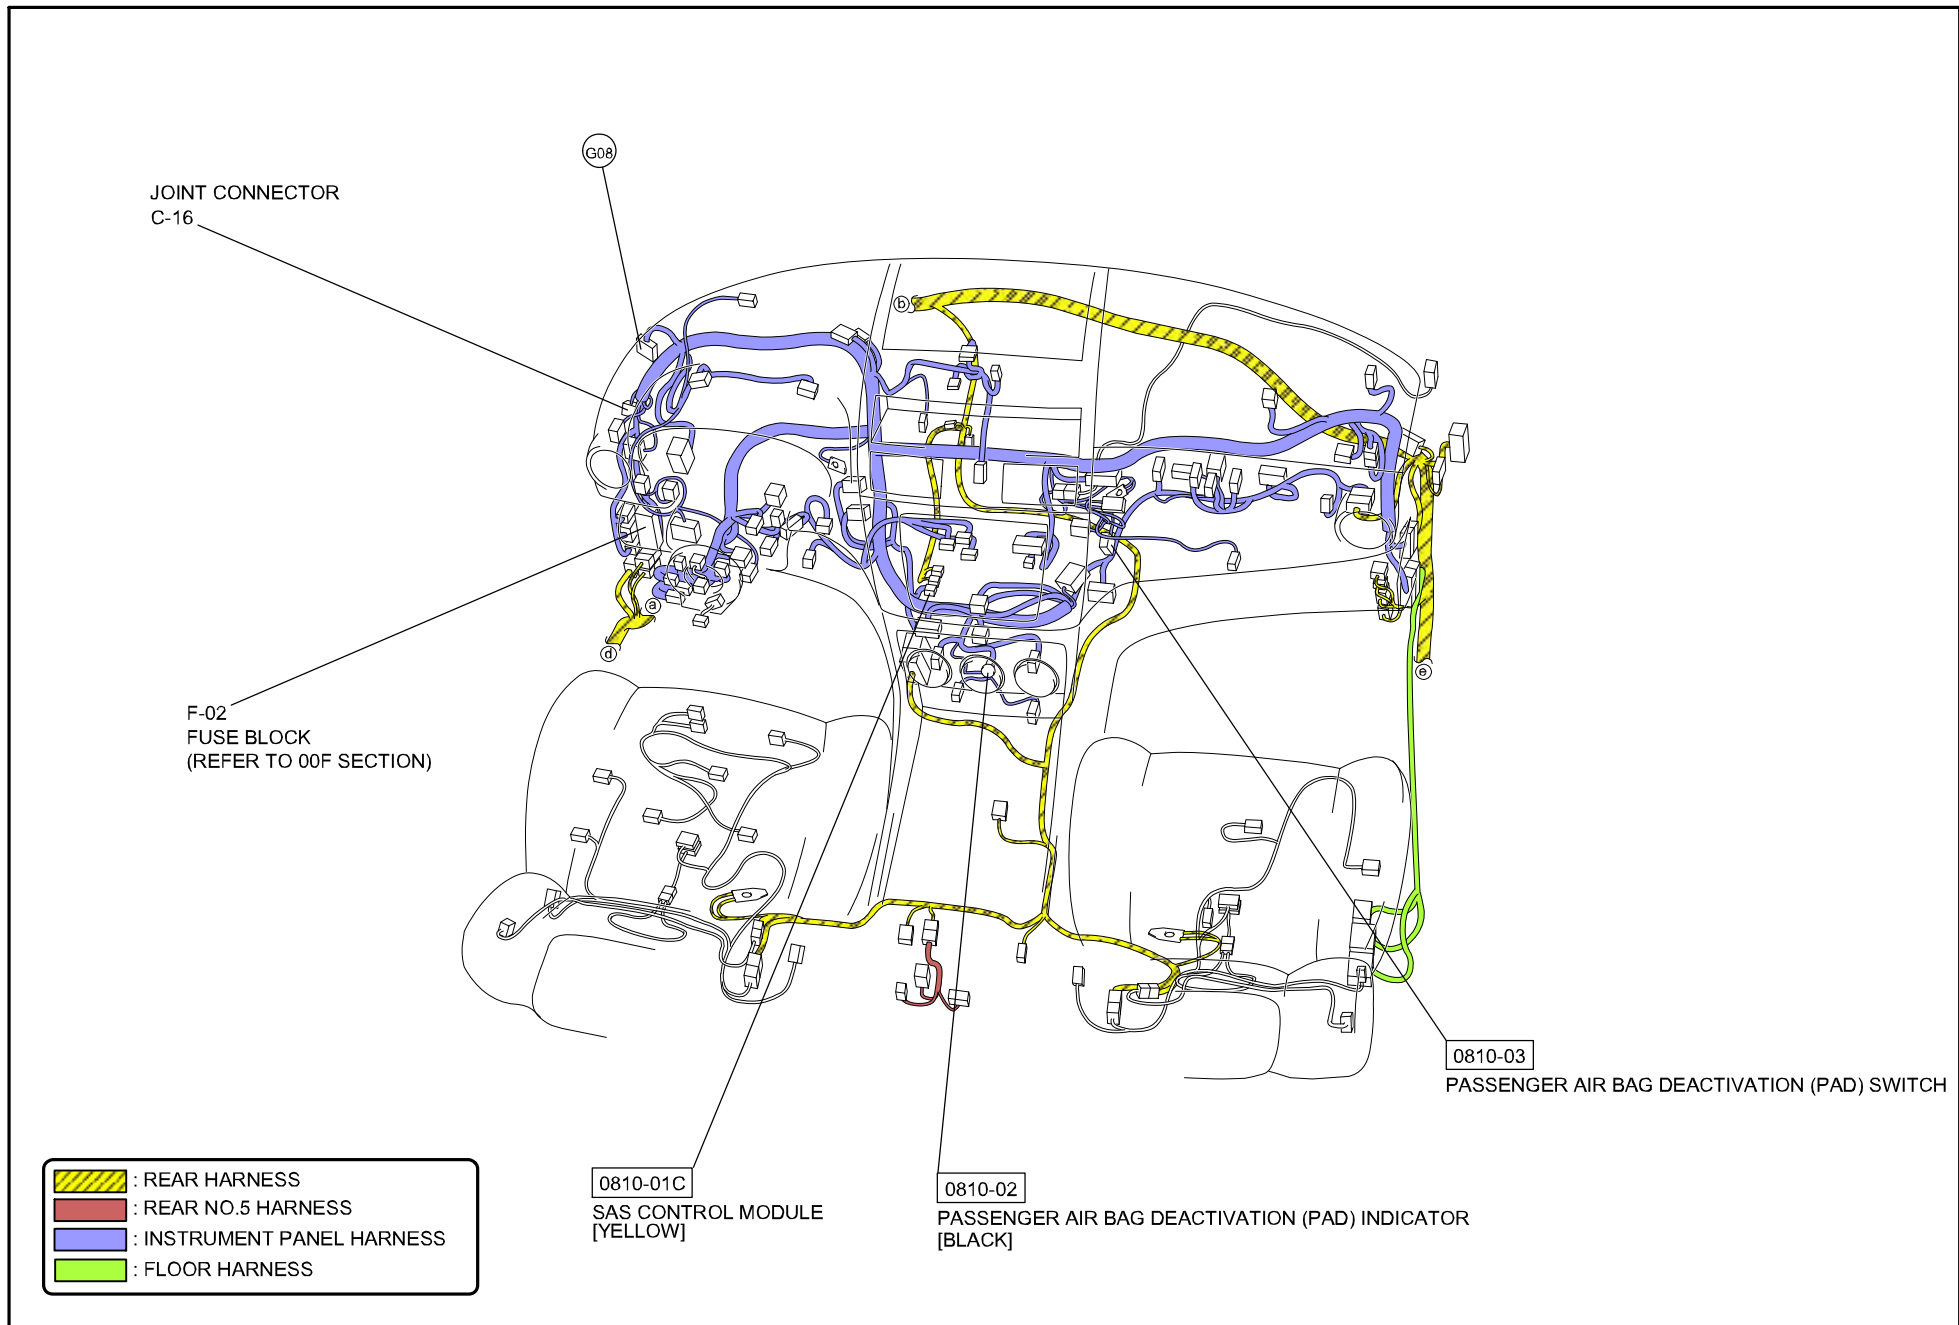 G08
JOINT CONNECTOR
C-16
b
a
d
e
F-02
FUSE BLOCK
(REFER TO 00F SECTION)
0810-03
PASSENGER AIR BAG DEACTIVATION (PAD) SWITCH
0810-01C
SAS CONTROL MODULE
[YELLOW]
0810-02
PASSENGER AIR BAG DEACTIVATION (PAD) INDICATOR
[BLACK]
: REAR HARNESS
: REAR NO.5 HARNESS
: INSTRUMENT PANEL HARNESS
: FLOOR HARNESS